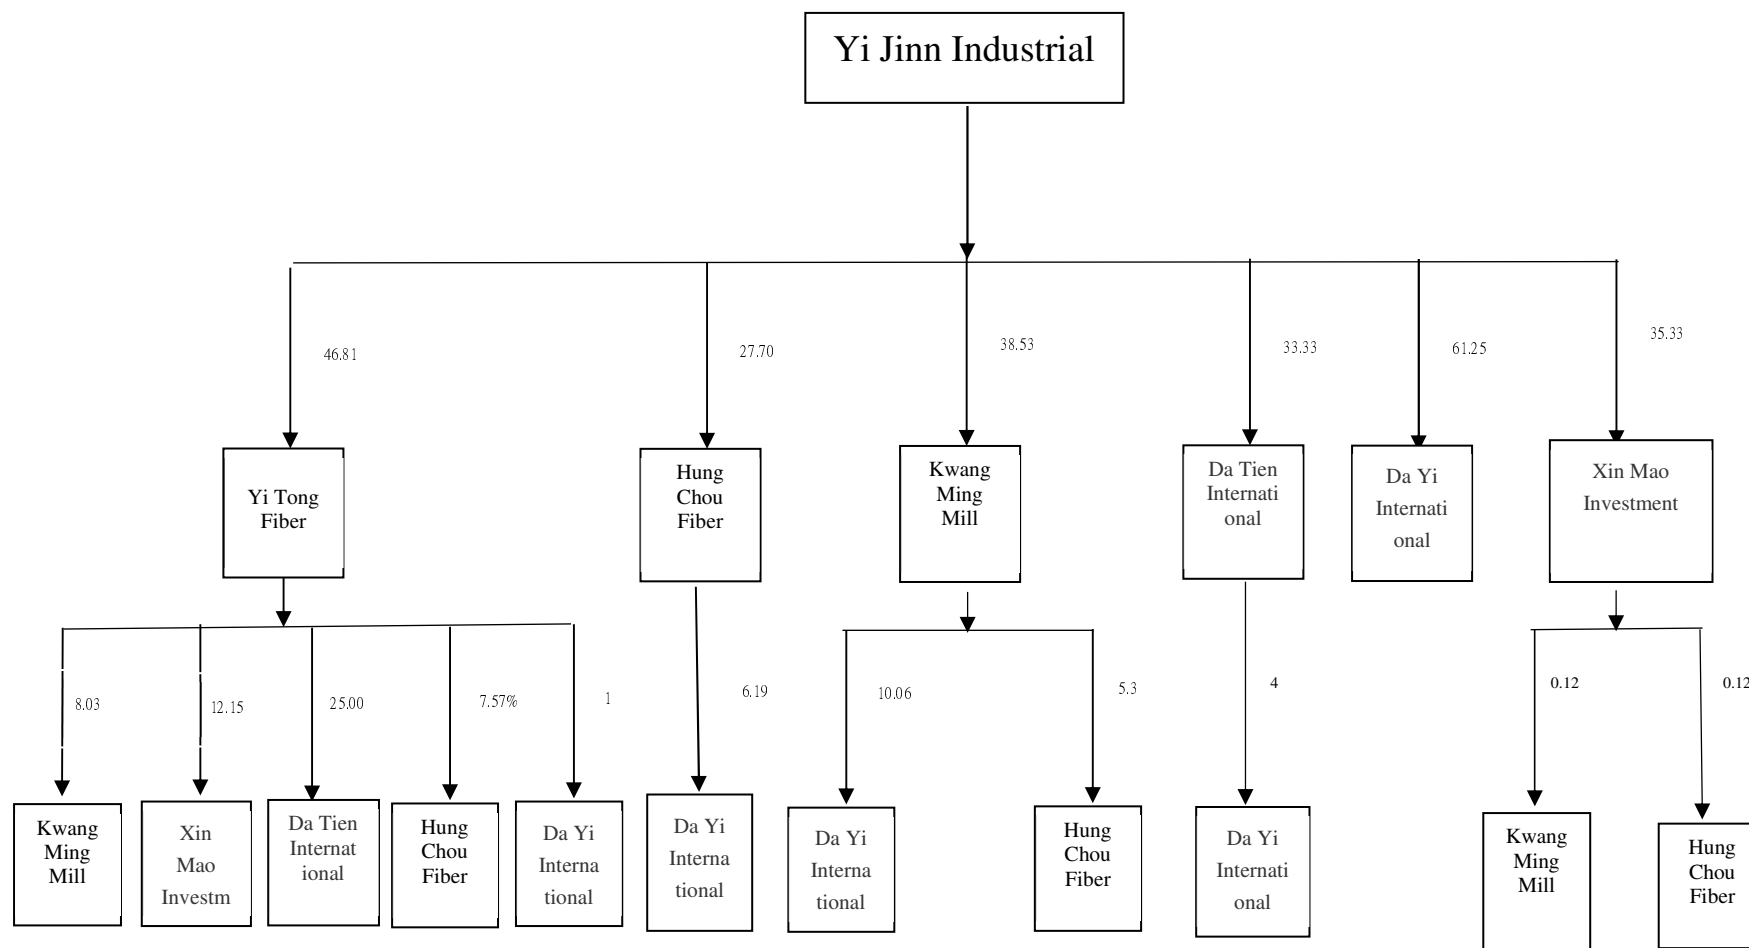 Yi Jinn Industrial
46.81
27.70
38.53
33.33
61.25
35.33
Yi Tong
Fiber
Hung
Chou
Fiber
Kwang
Ming
Mill
Da Tien
Internati
onal
Da Yi
Internati
onal
Xin Mao
Investment
8.03
12.15
25.00
7.57%
1
6.19
10.06
5.3
4
0.12
0.12
Kwang
Ming
Mill
Xin
Mao
Investm
Da Tien
Internat
ional
Hung
Chou
Fiber
Da Yi
Interna
tional
Da Yi
Interna
tional
Da Yi
Interna
tional
Hung
Chou
Fiber
Da Yi
Internati
onal
Kwang
Ming
Mill
Hung
Chou
Fiber